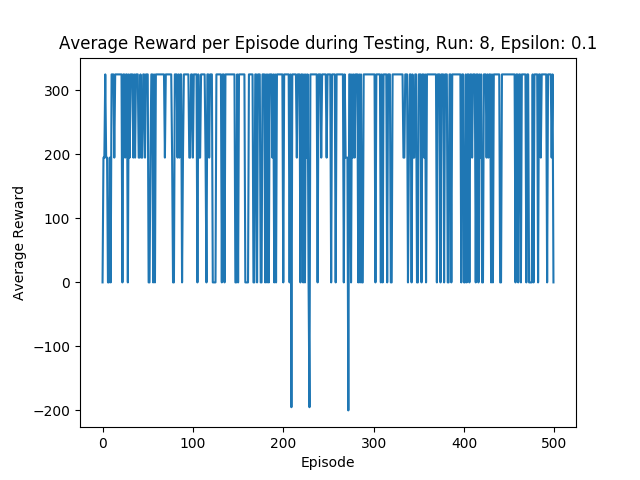 Average Reward per Episode during Testing, Run: 8, Epsilon: 0.1
300
200
100
0
−100
−200
Average Reward
0 100 200 300 400 500
Episode